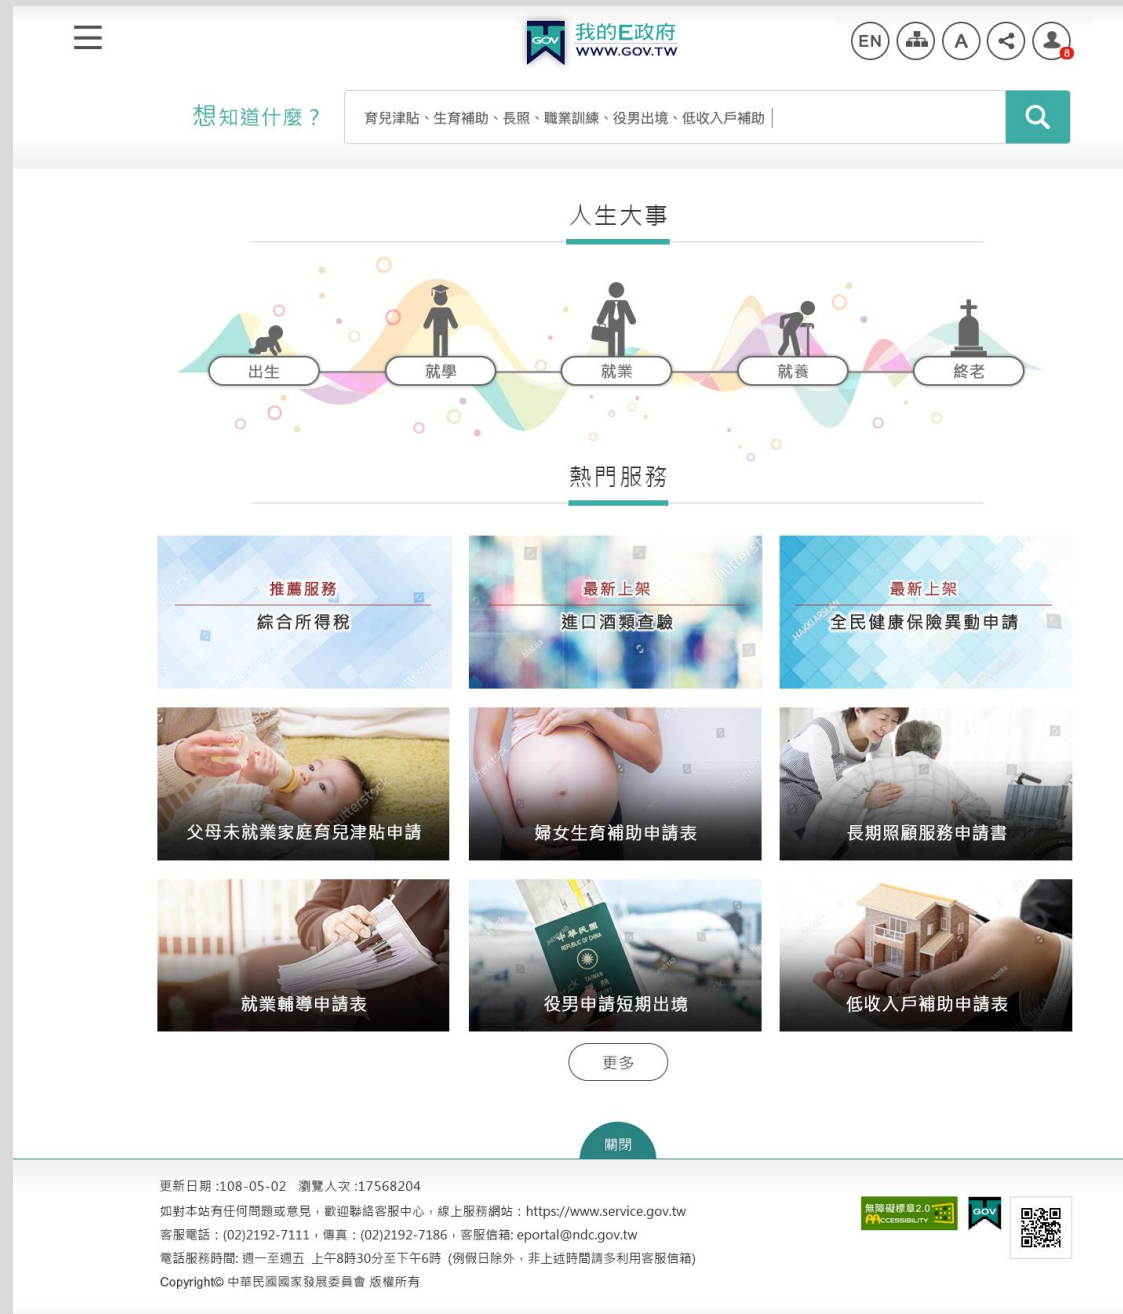 GOV
我的E政府
WWW.GOV.TW
EN
A
8
想知道什麼？
育兒津貼、生育補助、長照、職業訓練、役男出境、低收入戶補助
人生大事
出生
就學
就業
就養
終老
熱門服務
推薦服務
綜合所得稅
最新上架
進口酒類查驗
最新上架
全民健康保險異動申請
父母未就業家庭育兒津貼申請
婦女生育補助申請表
長期照顧服務申請書
就業輔導申請表
中華民國
REPUBLIC OF CHINA
TAIWAN
役男申請短期出境
低收入戶補助申請表
更多
關閉
更新日期 :108-05-02 瀏覽人次 :17568204
如對本站有任何問題或意見，歡迎聯絡客服中心，線上服務網站：https://www.service.gov.tw
客服電話：(02)2192-7111，傳真：(02)2192-7186，客服信箱: eportal@ndc.gov.tw
電話服務時間: 週一至週五 上午8時30分至下午6時 (例假日除外，非上述時間請多利用客服信箱)
Copyright© 中華民國國家發展委員會 版權所有
無障礙標章2.0
ACCESSIBILITY
GOV